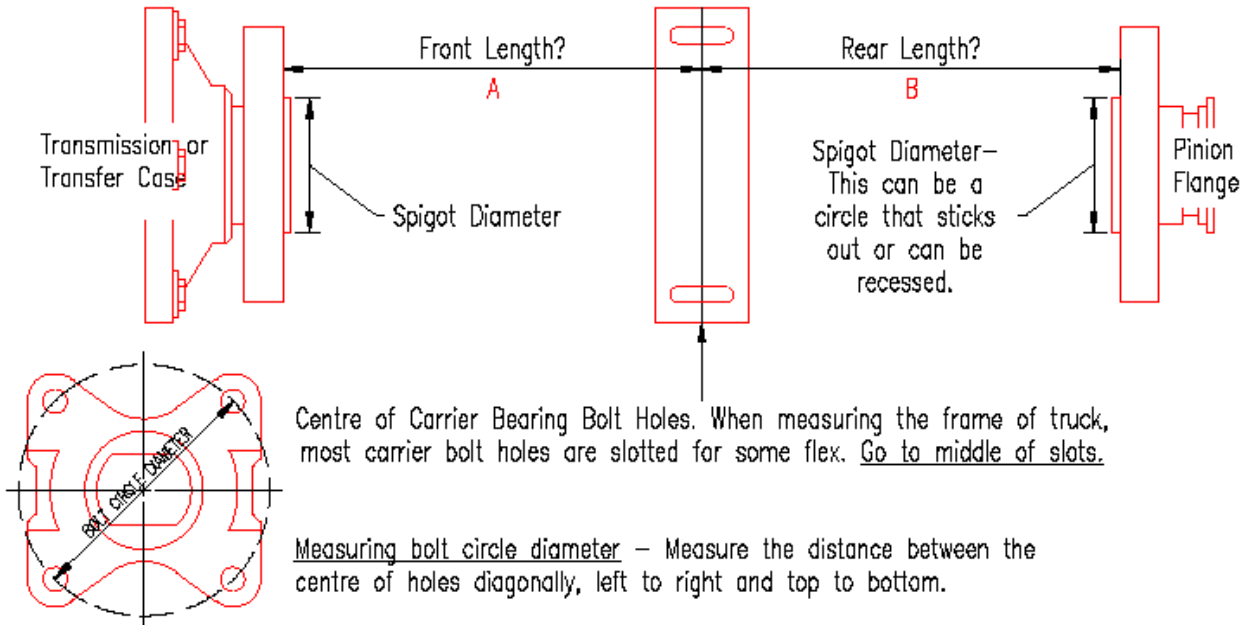 Front Length?
A
Rear Length?
B
Transmission or
Transfer Case
Spigot Diameter
Spigot Diameter–
This can be a
circle that sticks
out or can be
recessed.
Pinion
Flange
Centre of Carrier Bearing Bolt Holes. When measuring the frame of truck,
most carrier bolt holes are slotted for some flex. Go to middle of slots.
BOLT CIRCLE DIAMETER
Measuring bolt circle diameter – Measure the distance between the
centre of holes diagonally, left to right and top to bottom.